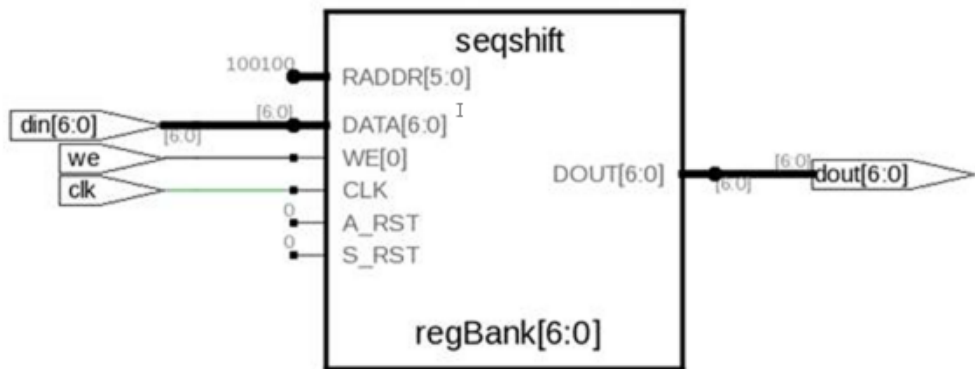 seqshift
100100
RADDR[5:0]
[6:0]
din[6:0]
[6:0]
DATA[6:0]
we
WE[0]
DOUT[6:0]
[6:0]
[6:0]
dout[6:0]
clk
CLK
0
A_RST
0
S_RST
regBank[6:0]